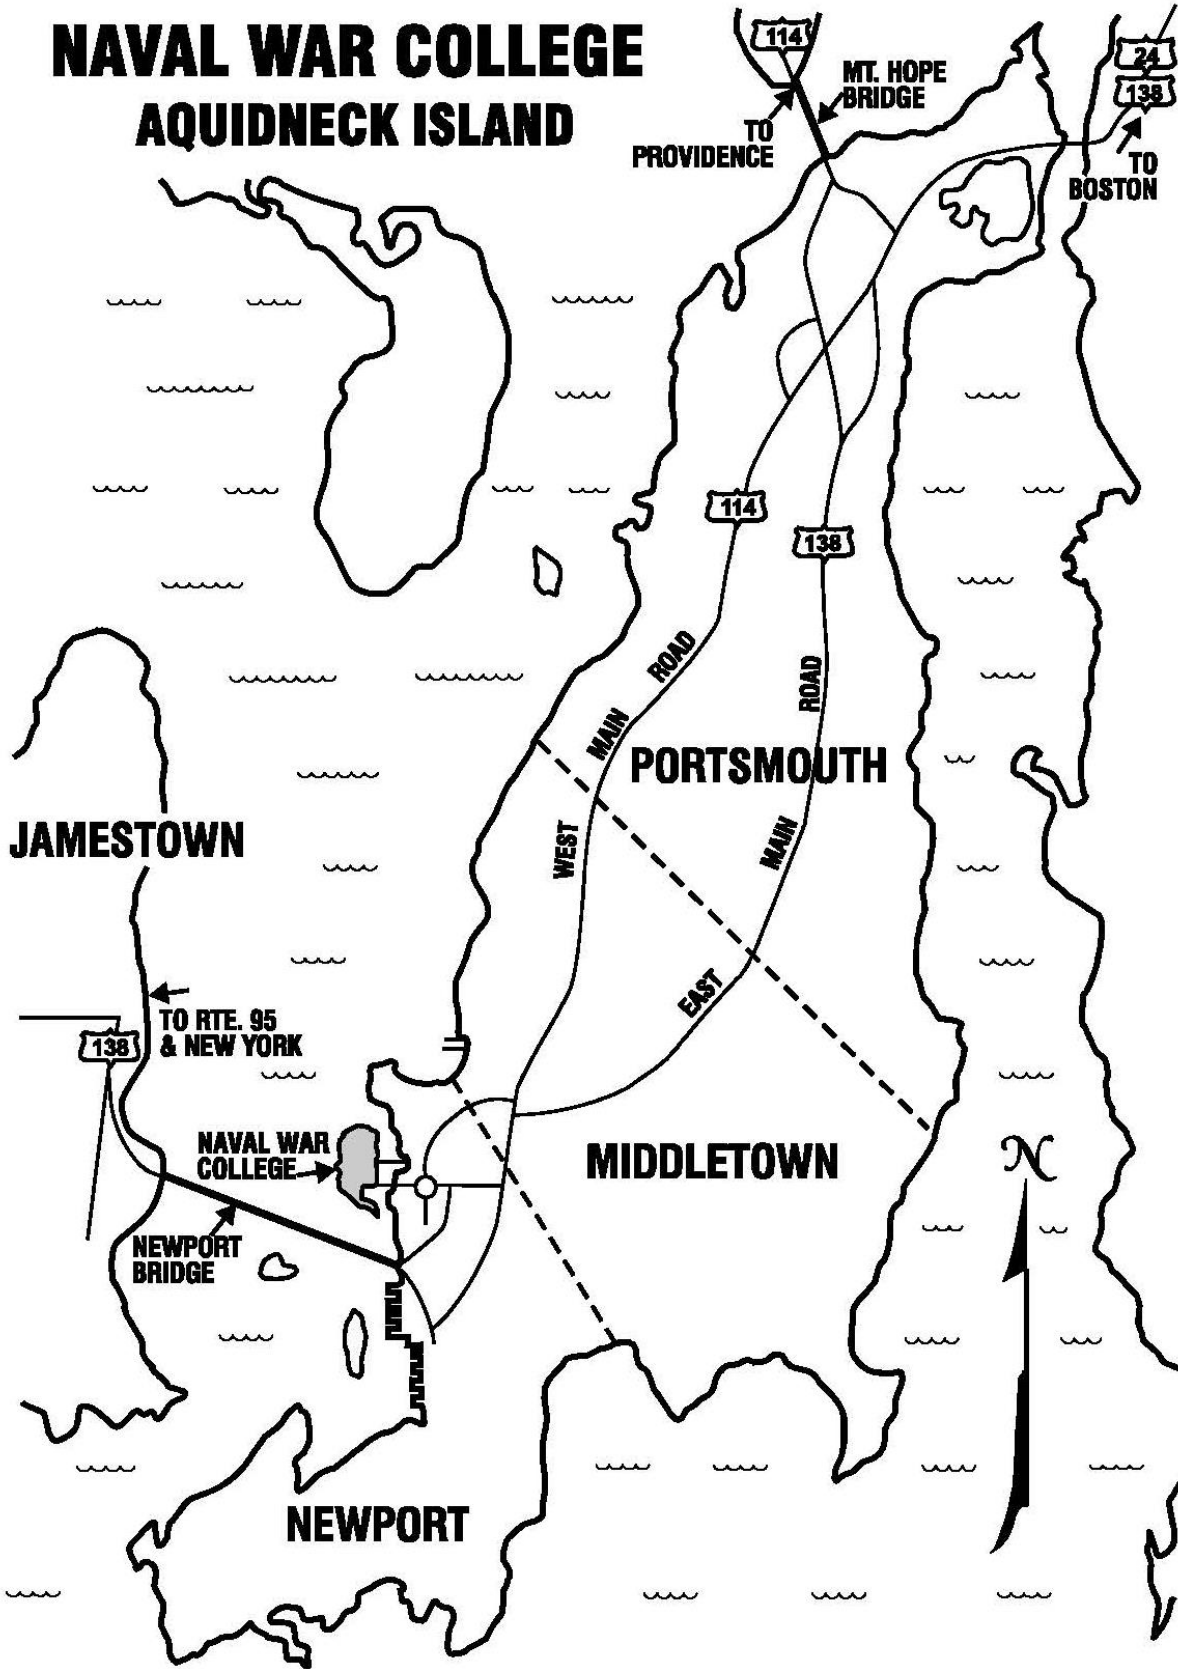 NAVAL WAR COLLEGE
AQUIDNECK ISLAND
114
MT. HOPE
BRIDGE
TO
PROVIDENCE
24
138
TO
BOSTON
114
138
ROAD
MAIN
WEST
ROAD
MAIN
EAST
PORTSMOUTH
JAMESTOWN
TO RTE. 95
& NEW YORK
138
NAVAL WAR
COLLEGE
MIDDLETOWN
N
NEWPORT
BRIDGE
NEWPORT